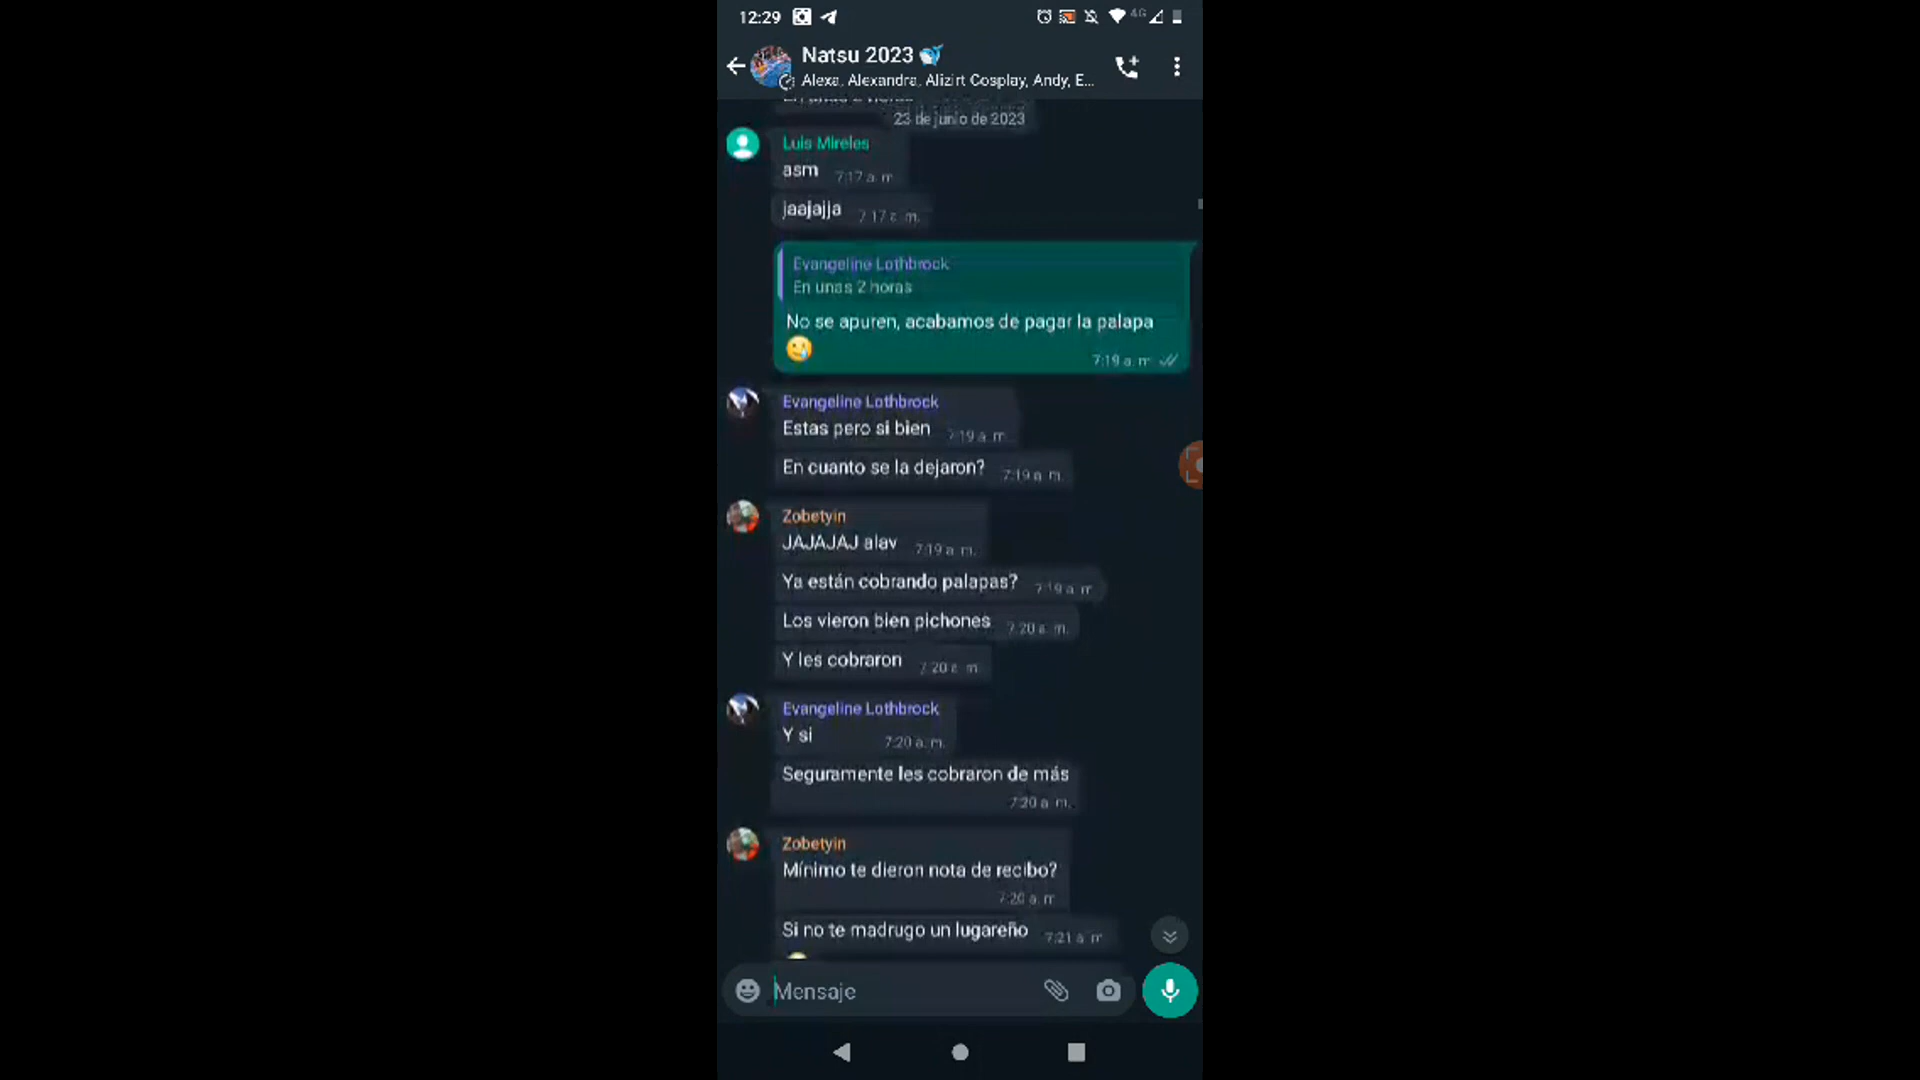 12:29
4G
Natsu 2023
Alexa, Alexandra, Alizirt Cosplay, Andy, E...
23 de junio de 2023
Luis Mireles
asm 7:17 a. m.
jaajajja 7:17 a. m.
Evangeline Lothbrock
En unas 2 horas
No se apuren, acabamos de pagar la palapa
7:19 a. m.
Evangeline Lothbrock
Estas pero si bien 7:19 a. m.
En cuanto se la dejaron? 7:19 a. m.
Zobetyin
JAJAJAJ alav 7:19 a. m.
Ya están cobrando palapas? 7:19 a. m.
Los vieron bien pichones 7:20 a. m.
Y les cobraron 7:20 a. m.
Evangeline Lothbrock
Y si 7:20 a. m.
Seguramente les cobraron de más
7:20 a. m.
Zobetyin
Mínimo te dieron nota de recibo?
7:20 a. m.
Si no te madrugo un lugareño 7:21 a. m.
Mensaje